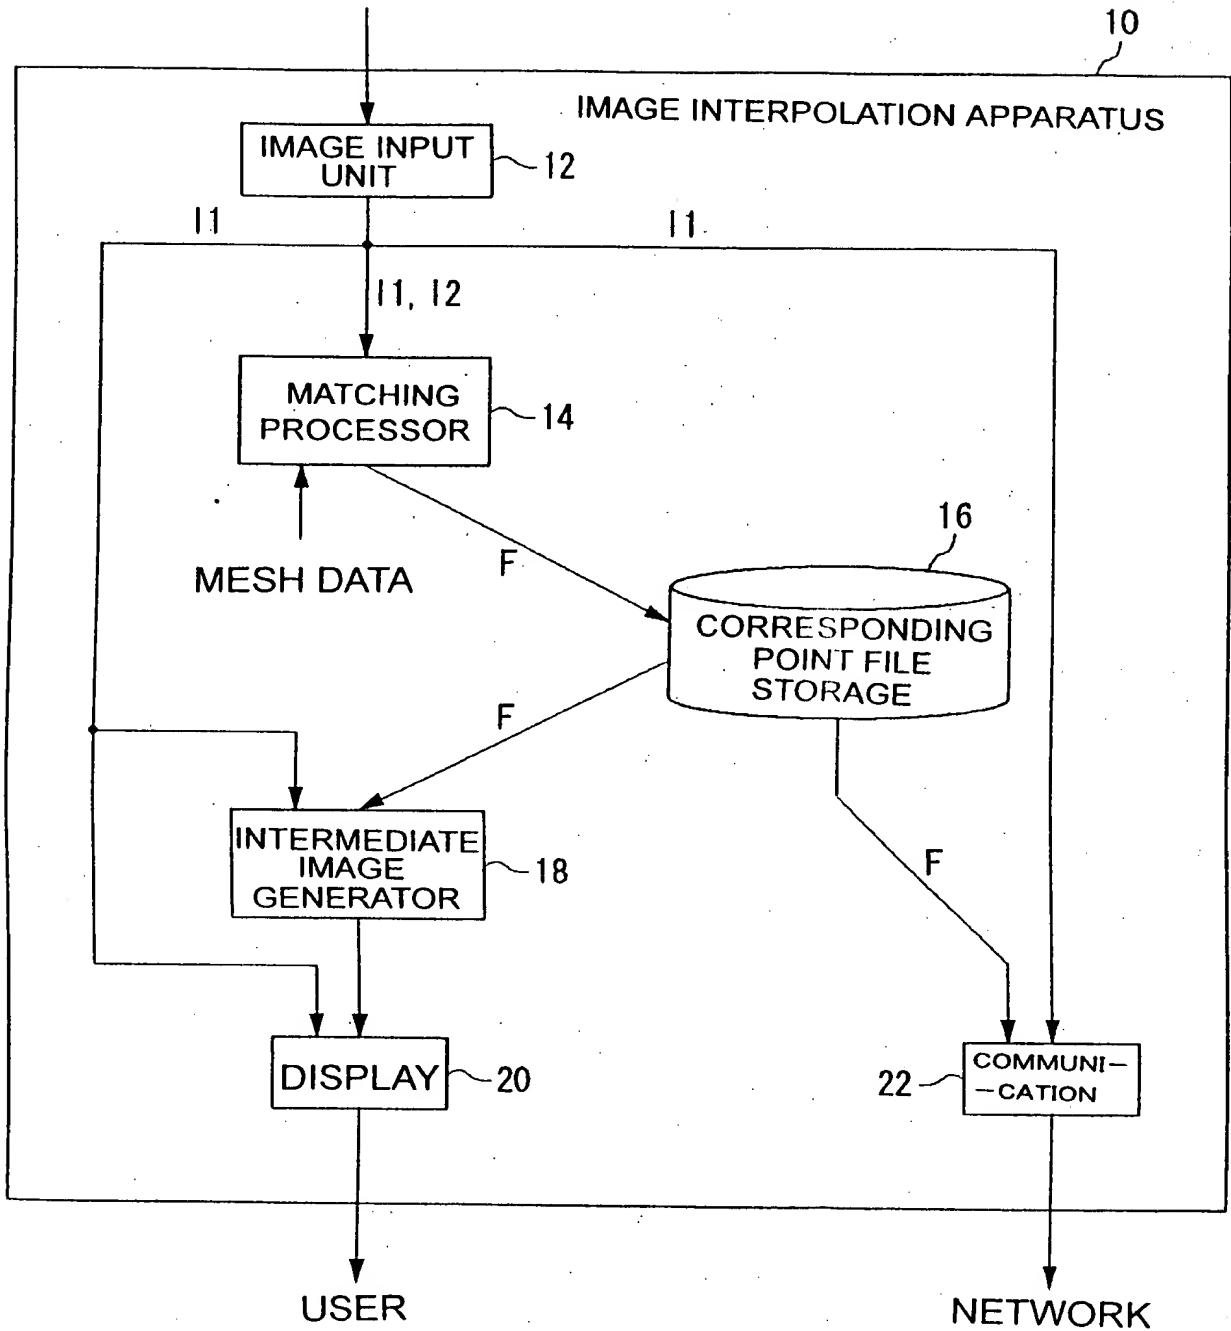 10
IMAGE INTERPOLATION APPARATUS
IMAGE INPUT
UNIT
12
I1
I1
I1, I2
MATCHING
PROCESSOR
14
MESH DATA
F
16
CORRESPONDING
POINT FILE
STORAGE
F
INTERMEDIATE
IMAGE
GENERATOR
18
F
DISPLAY
20
22
COMMUNI-
-CATION
USER
NETWORK